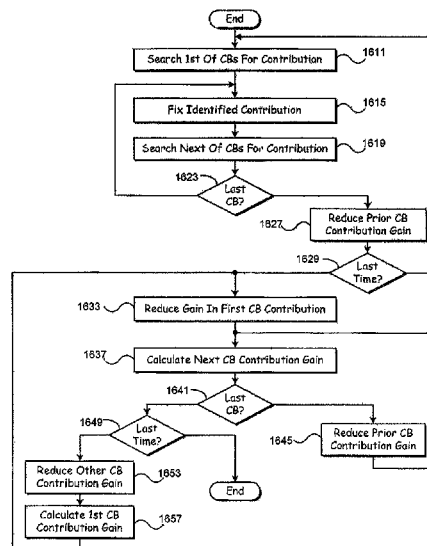 End
Search 1st Of CBs For Contribution
1611
Fix Identified Contribution
1615
Search Next Of CBs For Contribution
1619
1623
Last
CB?
1627
Reduce Prior CB
Contribution Gain
1629
Last
Time?
1633
Reduce Gain In First CB Contribution
1637
Calculate Next CB Contribution Gain
1641
Last
CB?
1649
Last
Time?
1645
Reduce Prior CB
Contribution Gain
Reduce Other CB
Contribution Gain
1653
End
Calculate 1st CB
Contribution Gain
1657